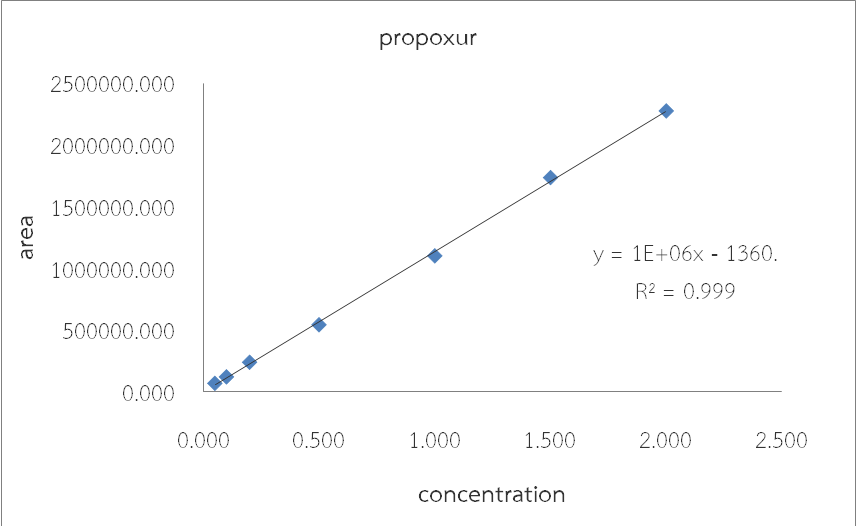 propoxur
2500000.000
2000000.000
1500000.000
1000000.000
500000.000
0.000
area
y = 1E+06x - 1360.
R² = 0.999
0.000 0.500 1.000 1.500 2.000 2.500
concentration